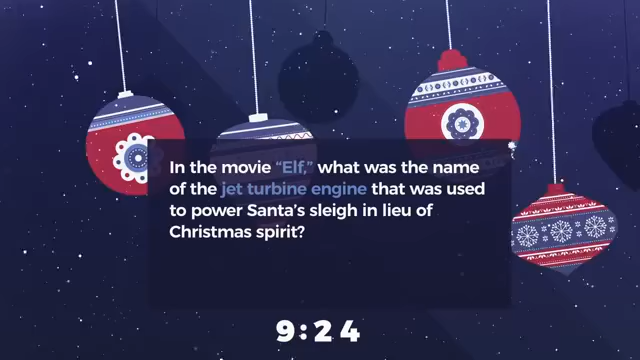 In the movie “Elf,” what was the name
of the jet turbine engine that was used
to power Santa’s sleigh in lieu of
Christmas spirit?
9:24